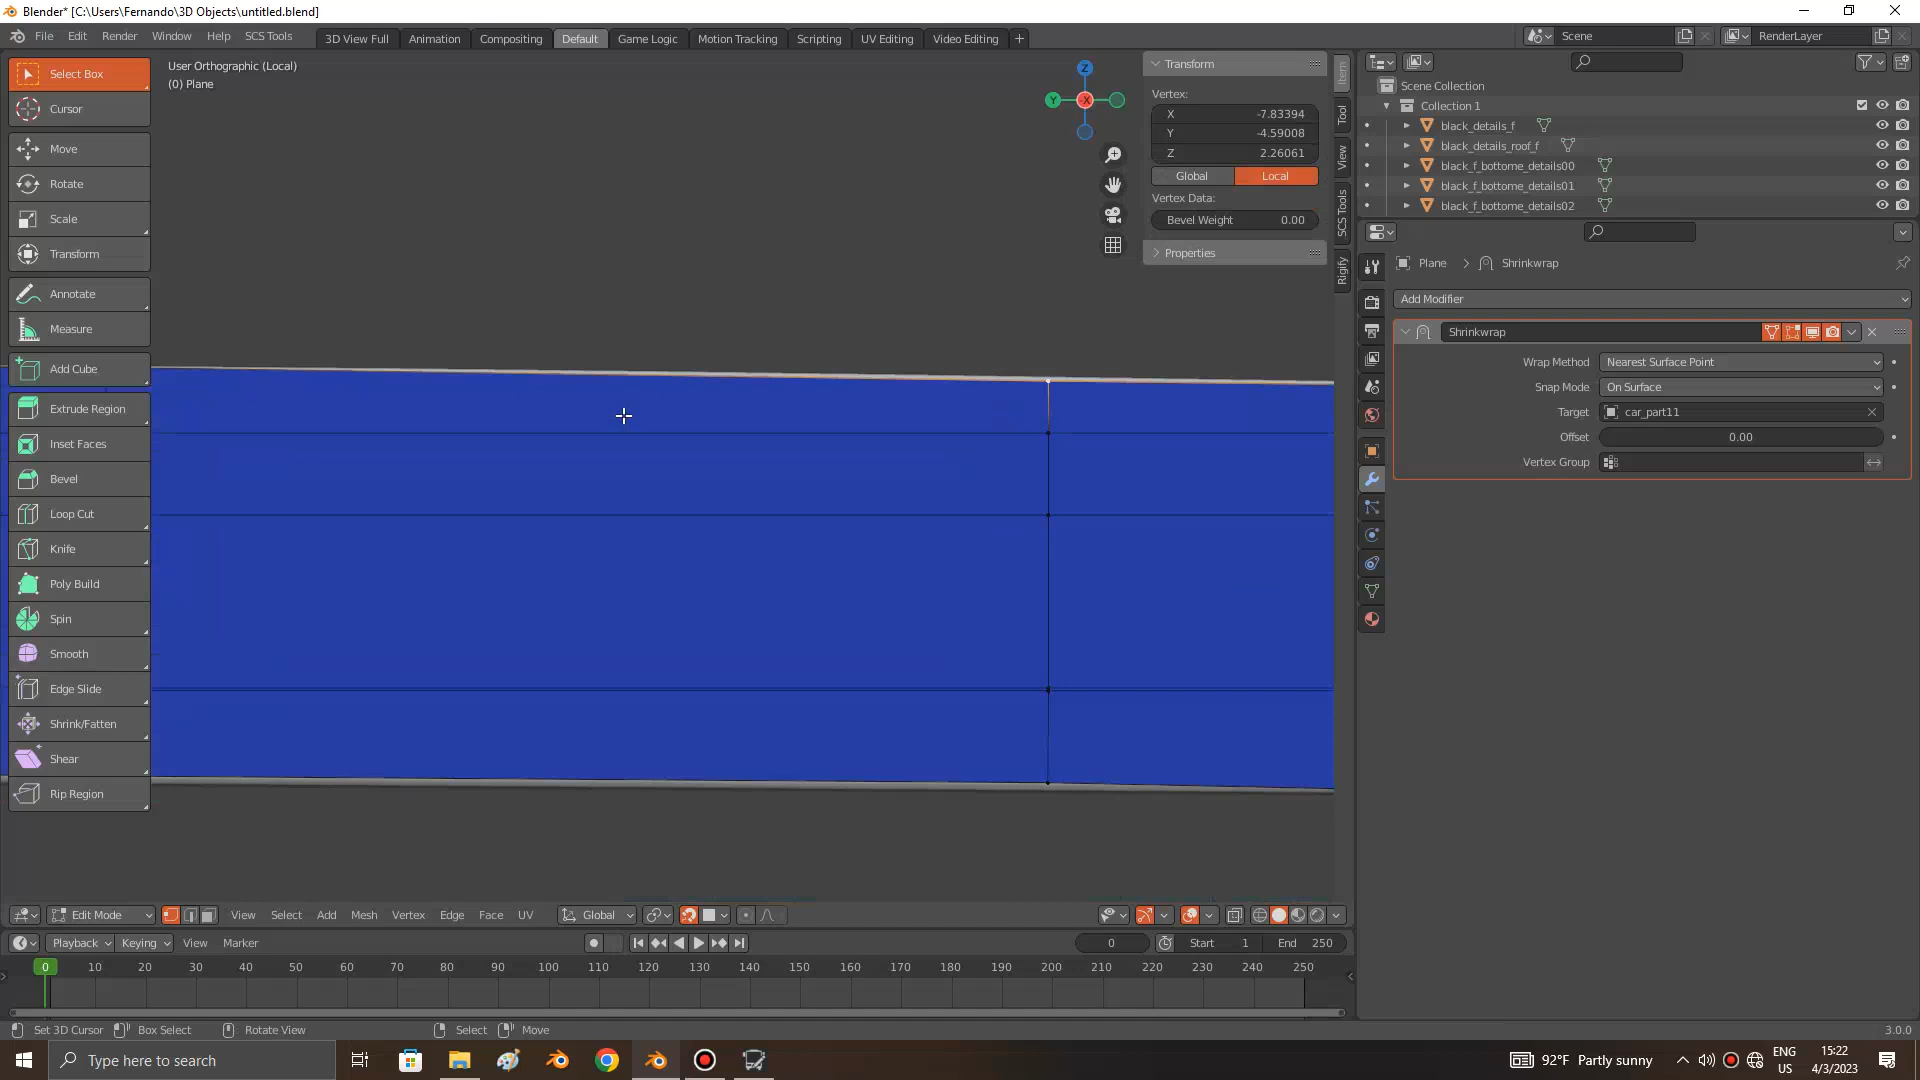 Blender* [C:\Users\Fernando\3D Objects\untitled.blend]
File Edit Render Window Help SCS Tools 3D View Full Animation Compositing Default Game Logic Motion Tracking Scripting UV Editing Video Editing + Scene RenderLayer
Select Box
Cursor
Move
Rotate
Scale
Transform
Annotate
Measure
Add Cube
Extrude Region
Inset Faces
Bevel
Loop Cut
Knife
Poly Build
Spin
Smooth
Edge Slide
Shrink/Fatten
Shear
Rip Region
User Orthographic (Local)
(0) Plane
Z
Y
X
Transform
Vertex:
X -7.83394
Y -4.59008
Z 2.26061
Global Local
Vertex Data:
Bevel Weight 0.00
Properties
Item
Tool
View
SCS Tools
Rigify
Scene Collection
Collection 1
black_details_f
black_details_roof_f
black_f_bottome_details00
black_f_bottome_details01
black_f_bottome_details02
Plane > Shrinkwrap
Add Modifier
Shrinkwrap
Wrap Method Nearest Surface Point
Snap Mode On Surface
Target car_part11
Offset 0.00
Vertex Group
Edit Mode View Select Add Mesh Vertex Edge Face UV Global
Playback Keying View Marker 0 Start 1 End 250
0 10 20 30 40 50 60 70 80 90 100 110 120 130 140 150 160 170 180 190 200 210 220 230 240 250
Set 3D Cursor Box Select Rotate View Select Move 3.0.0
Type here to search 92°F Partly sunny ENG 15:22
US 4/3/2023